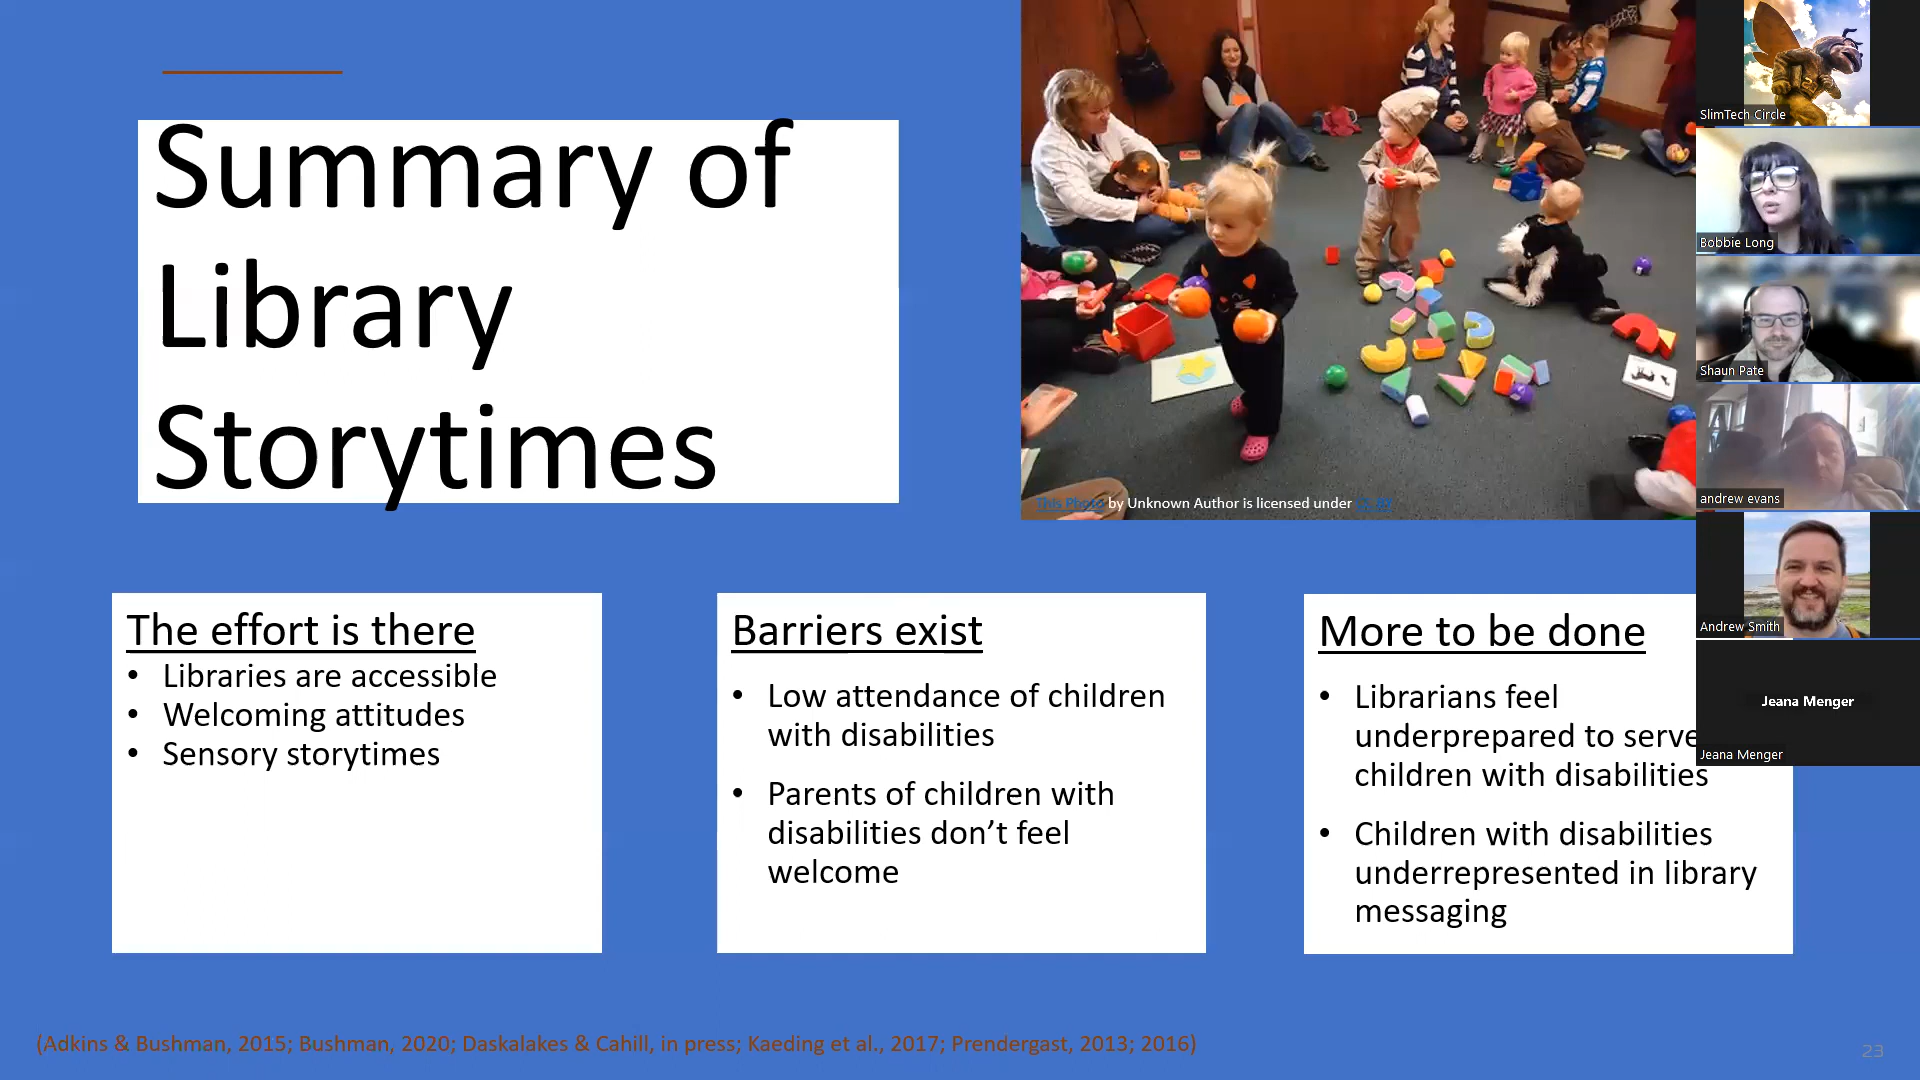 Summary of
Library
Storytimes
This Photo by Unknown Author is licensed under CC BY
The effort is there
• Libraries are accessible
• Welcoming attitudes
• Sensory storytimes
Barriers exist
• Low attendance of children
with disabilities
• Parents of children with
disabilities don’t feel
welcome
More to be done
• Librarians feel
underprepared to serve
children with disabilities
• Children with disabilities
underrepresented in library
messaging
(Adkins & Bushman, 2015; Bushman, 2020; Daskalakes & Cahill, in press; Kaeding et al., 2017; Prendergast, 2013; 2016)
23
SlimTech Circle
Bobbie Long
Shaun Pate
andrew evans
Andrew Smith
Jeana Menger
Jeana Menger